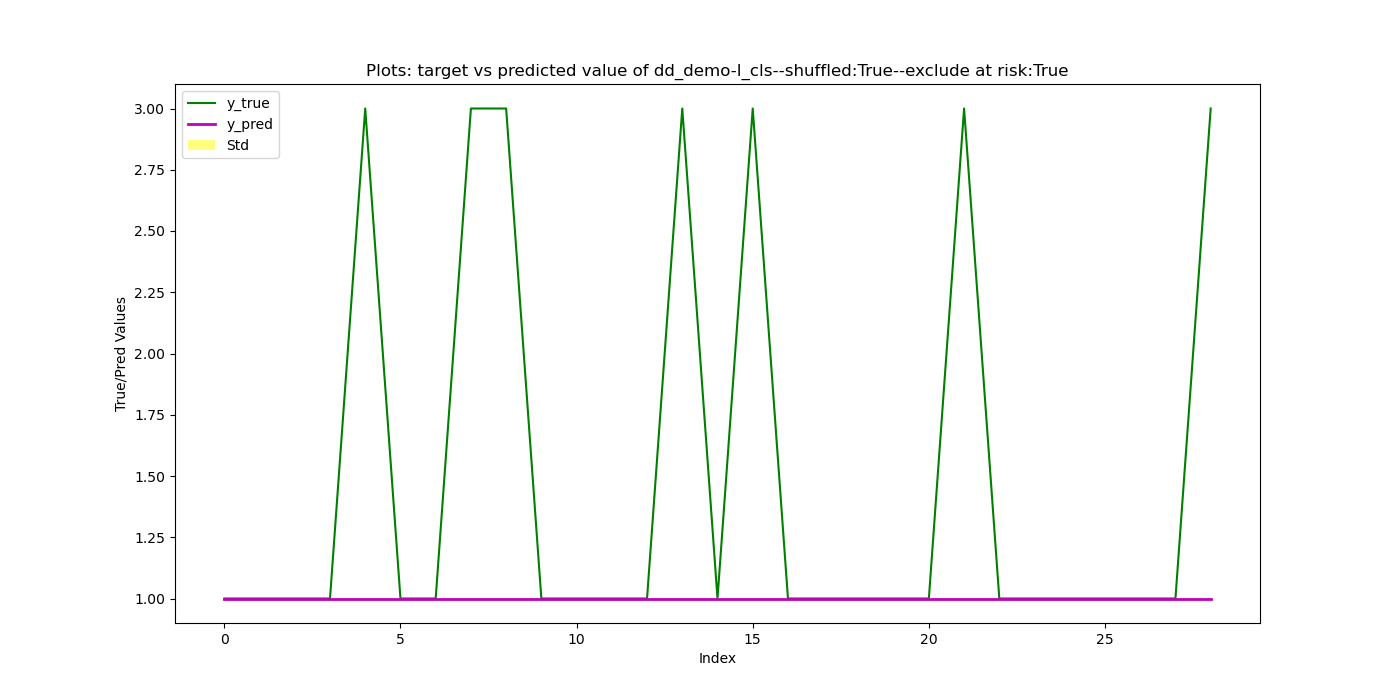 Plots: target vs predicted value of dd_demo-l_cls--shuffled:True--exclude at risk:True
y_true
y_pred
Std
3.00
2.75
2.50
2.25
2.00
1.75
1.50
1.25
1.00
True/Pred Values
0 5 10 15 20 25
Index